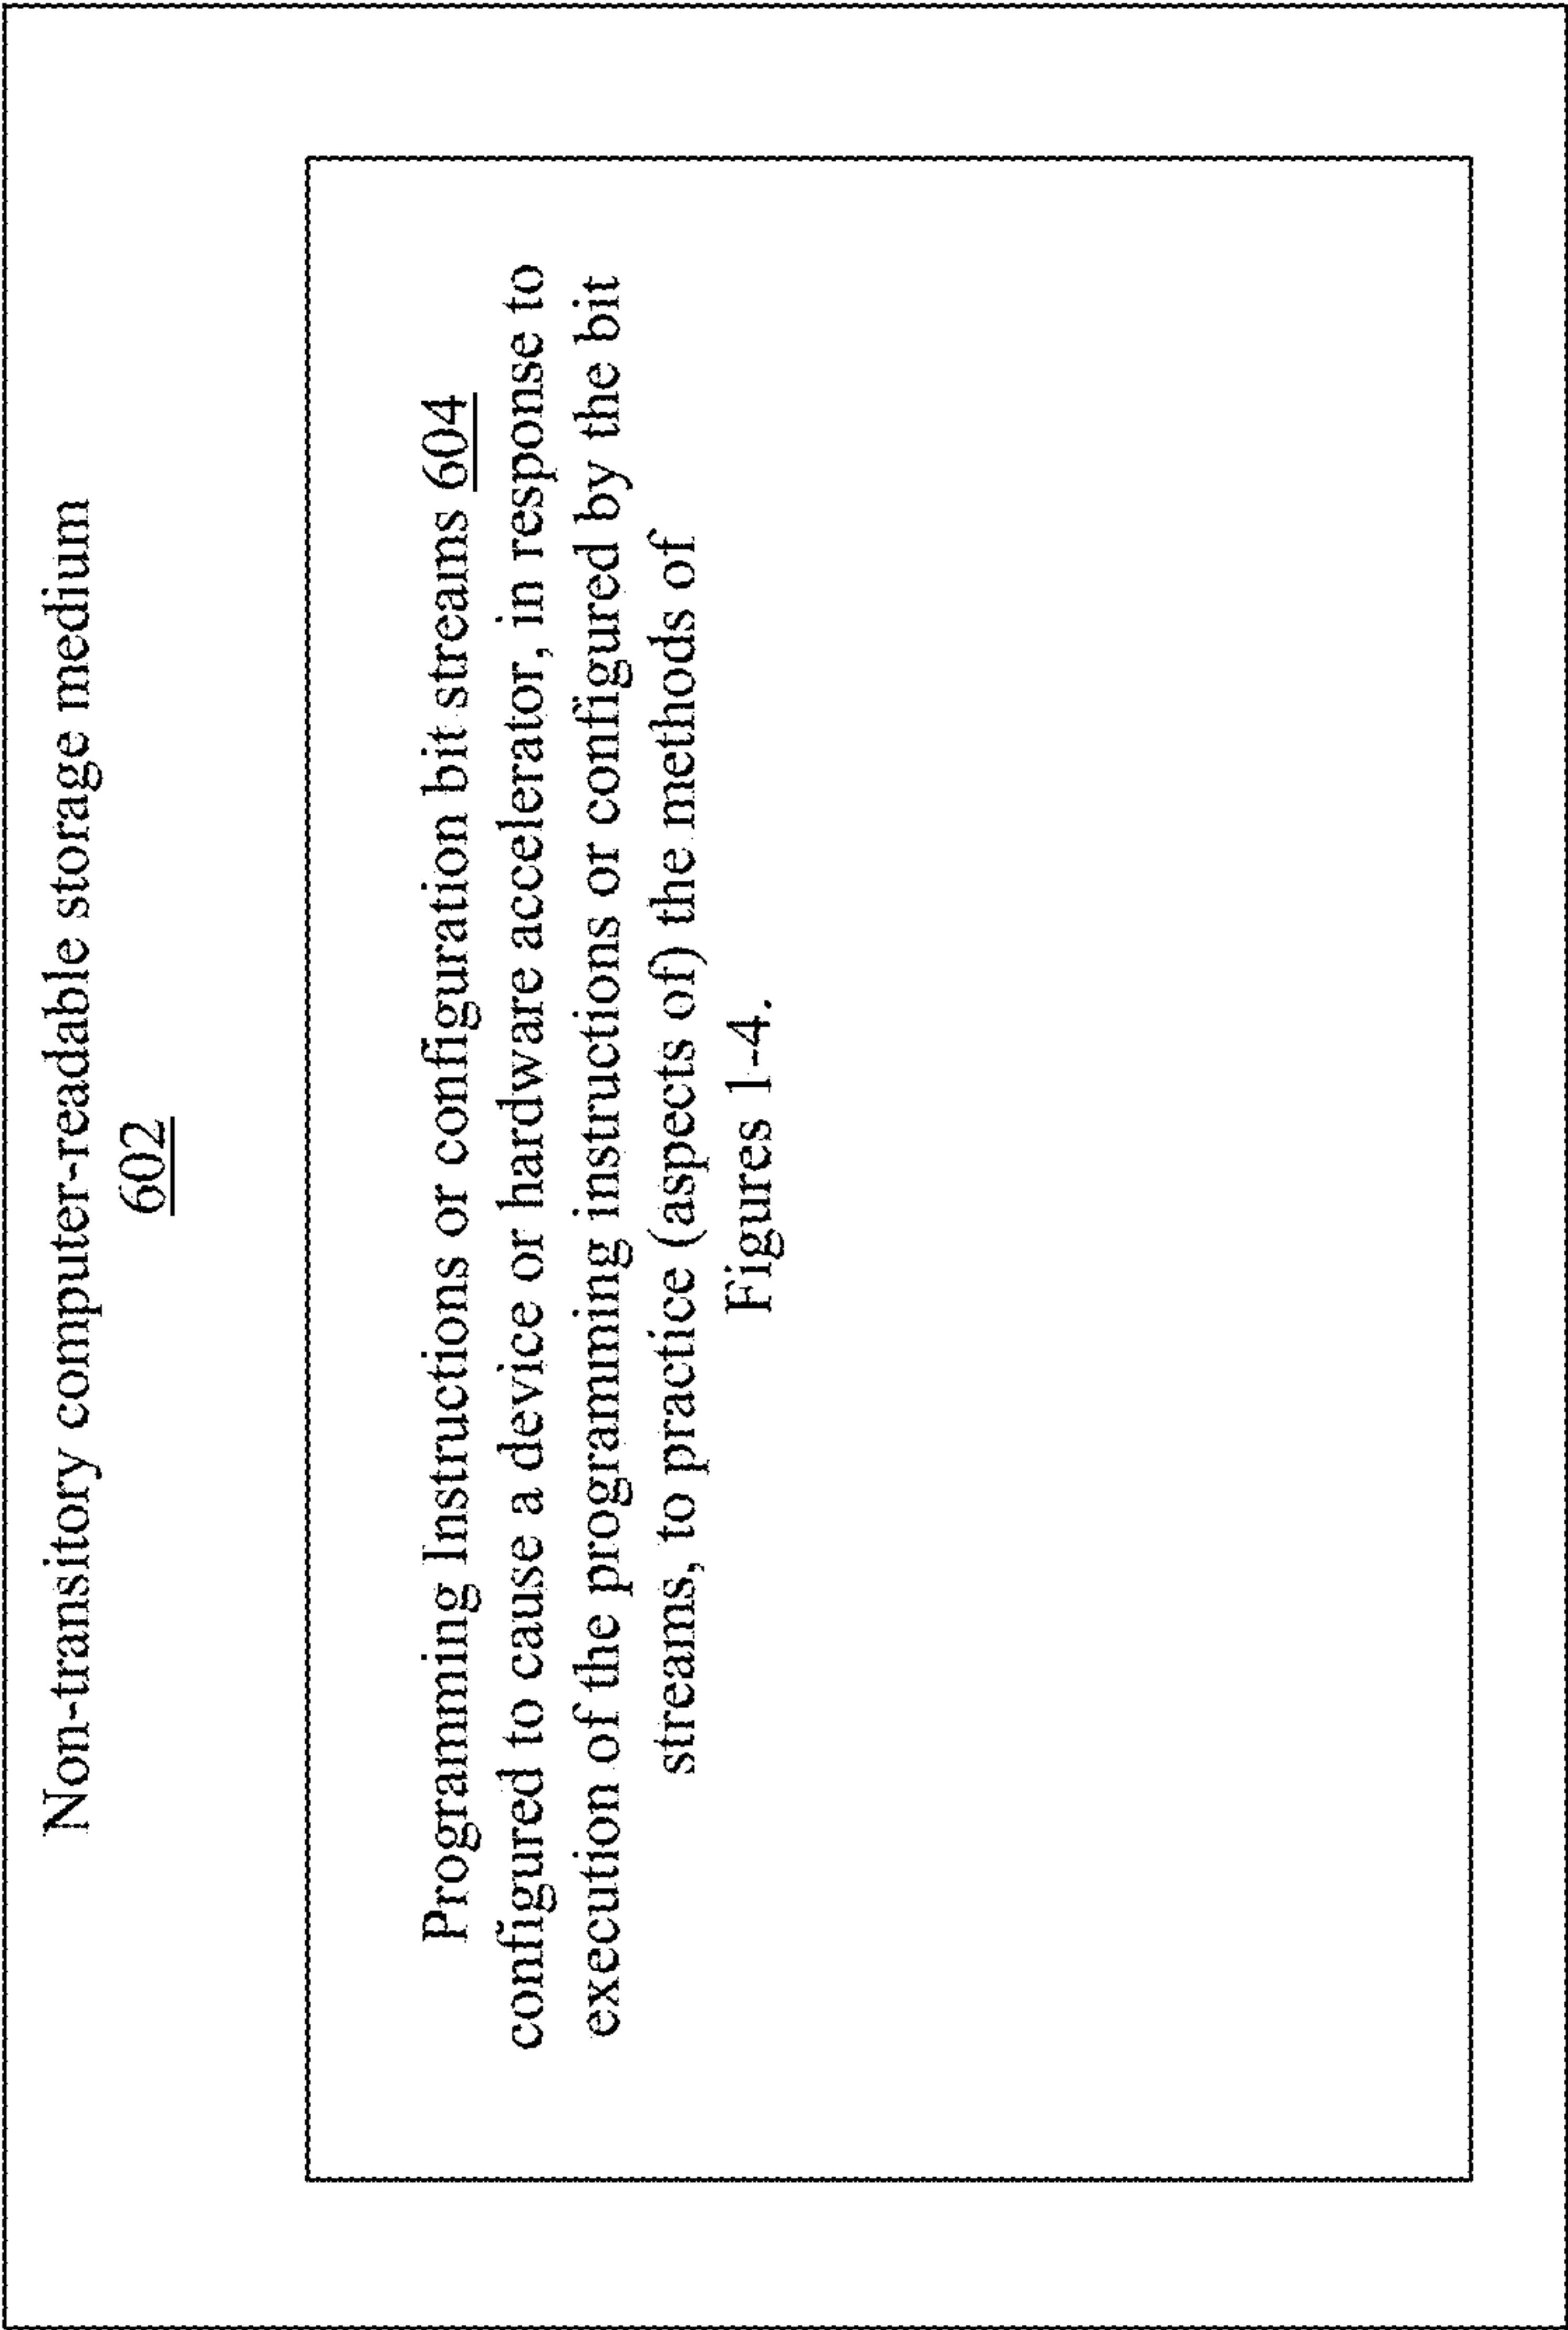 Non-transitory computer-readable storage medium
602
Programming Instructions or configuration bit streams 604
configured to cause a device or hardware accelerator, in response to
execution of the programming instructions or configured by the bit
streams, to practice (aspects of) the methods of
Figures 1-4.